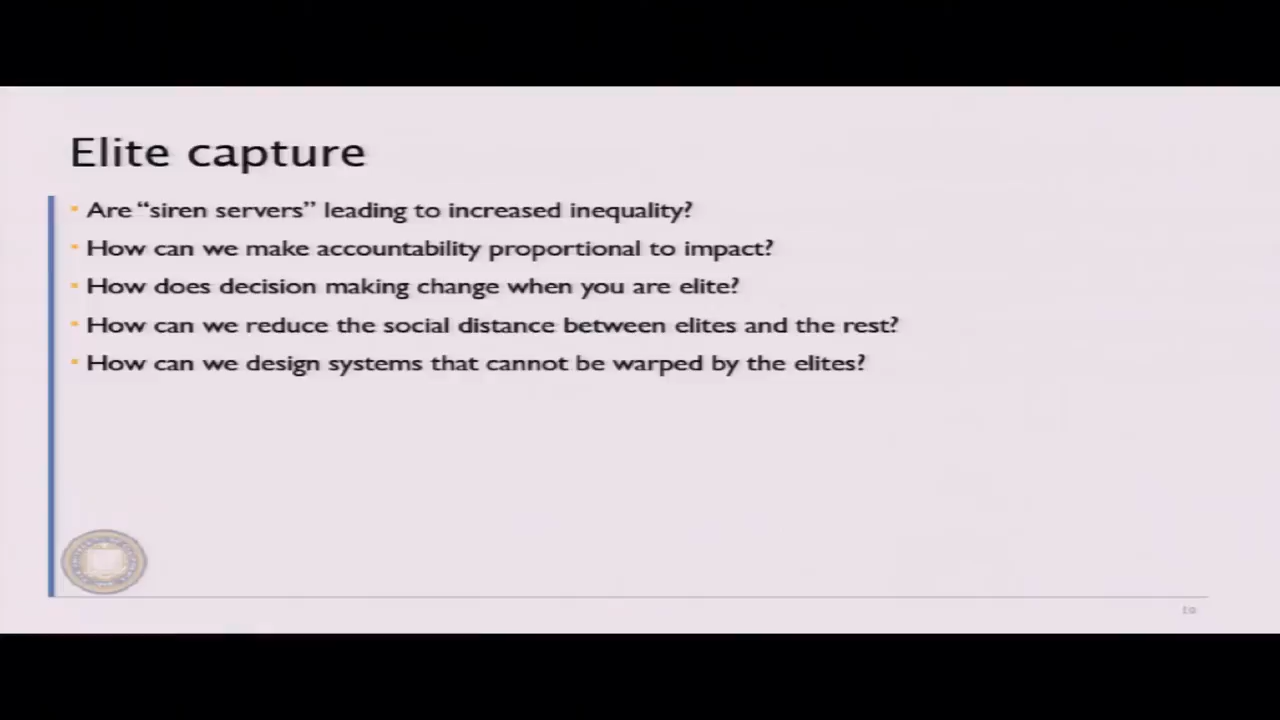 Elite capture
Are “siren servers” leading to increased inequality?
How can we make accountability proportional to impact?
How does decision making change when you are elite?
How can we reduce the social distance between elites and the rest?
How can we design systems that cannot be warped by the elites?